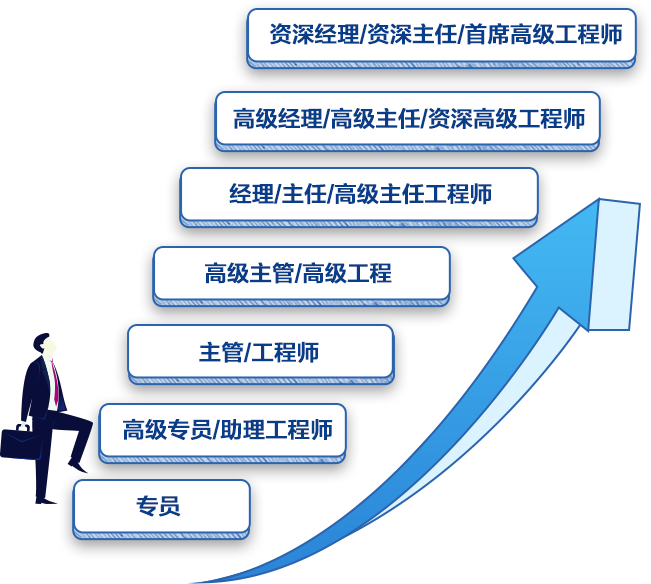 资深经理/资深主任/首席高级工程师
高级经理/高级主任/资深高级工程师
经理/主任/高级主任工程师
高级主管/高级工程
主管/工程师
高级专员/助理工程师
专员